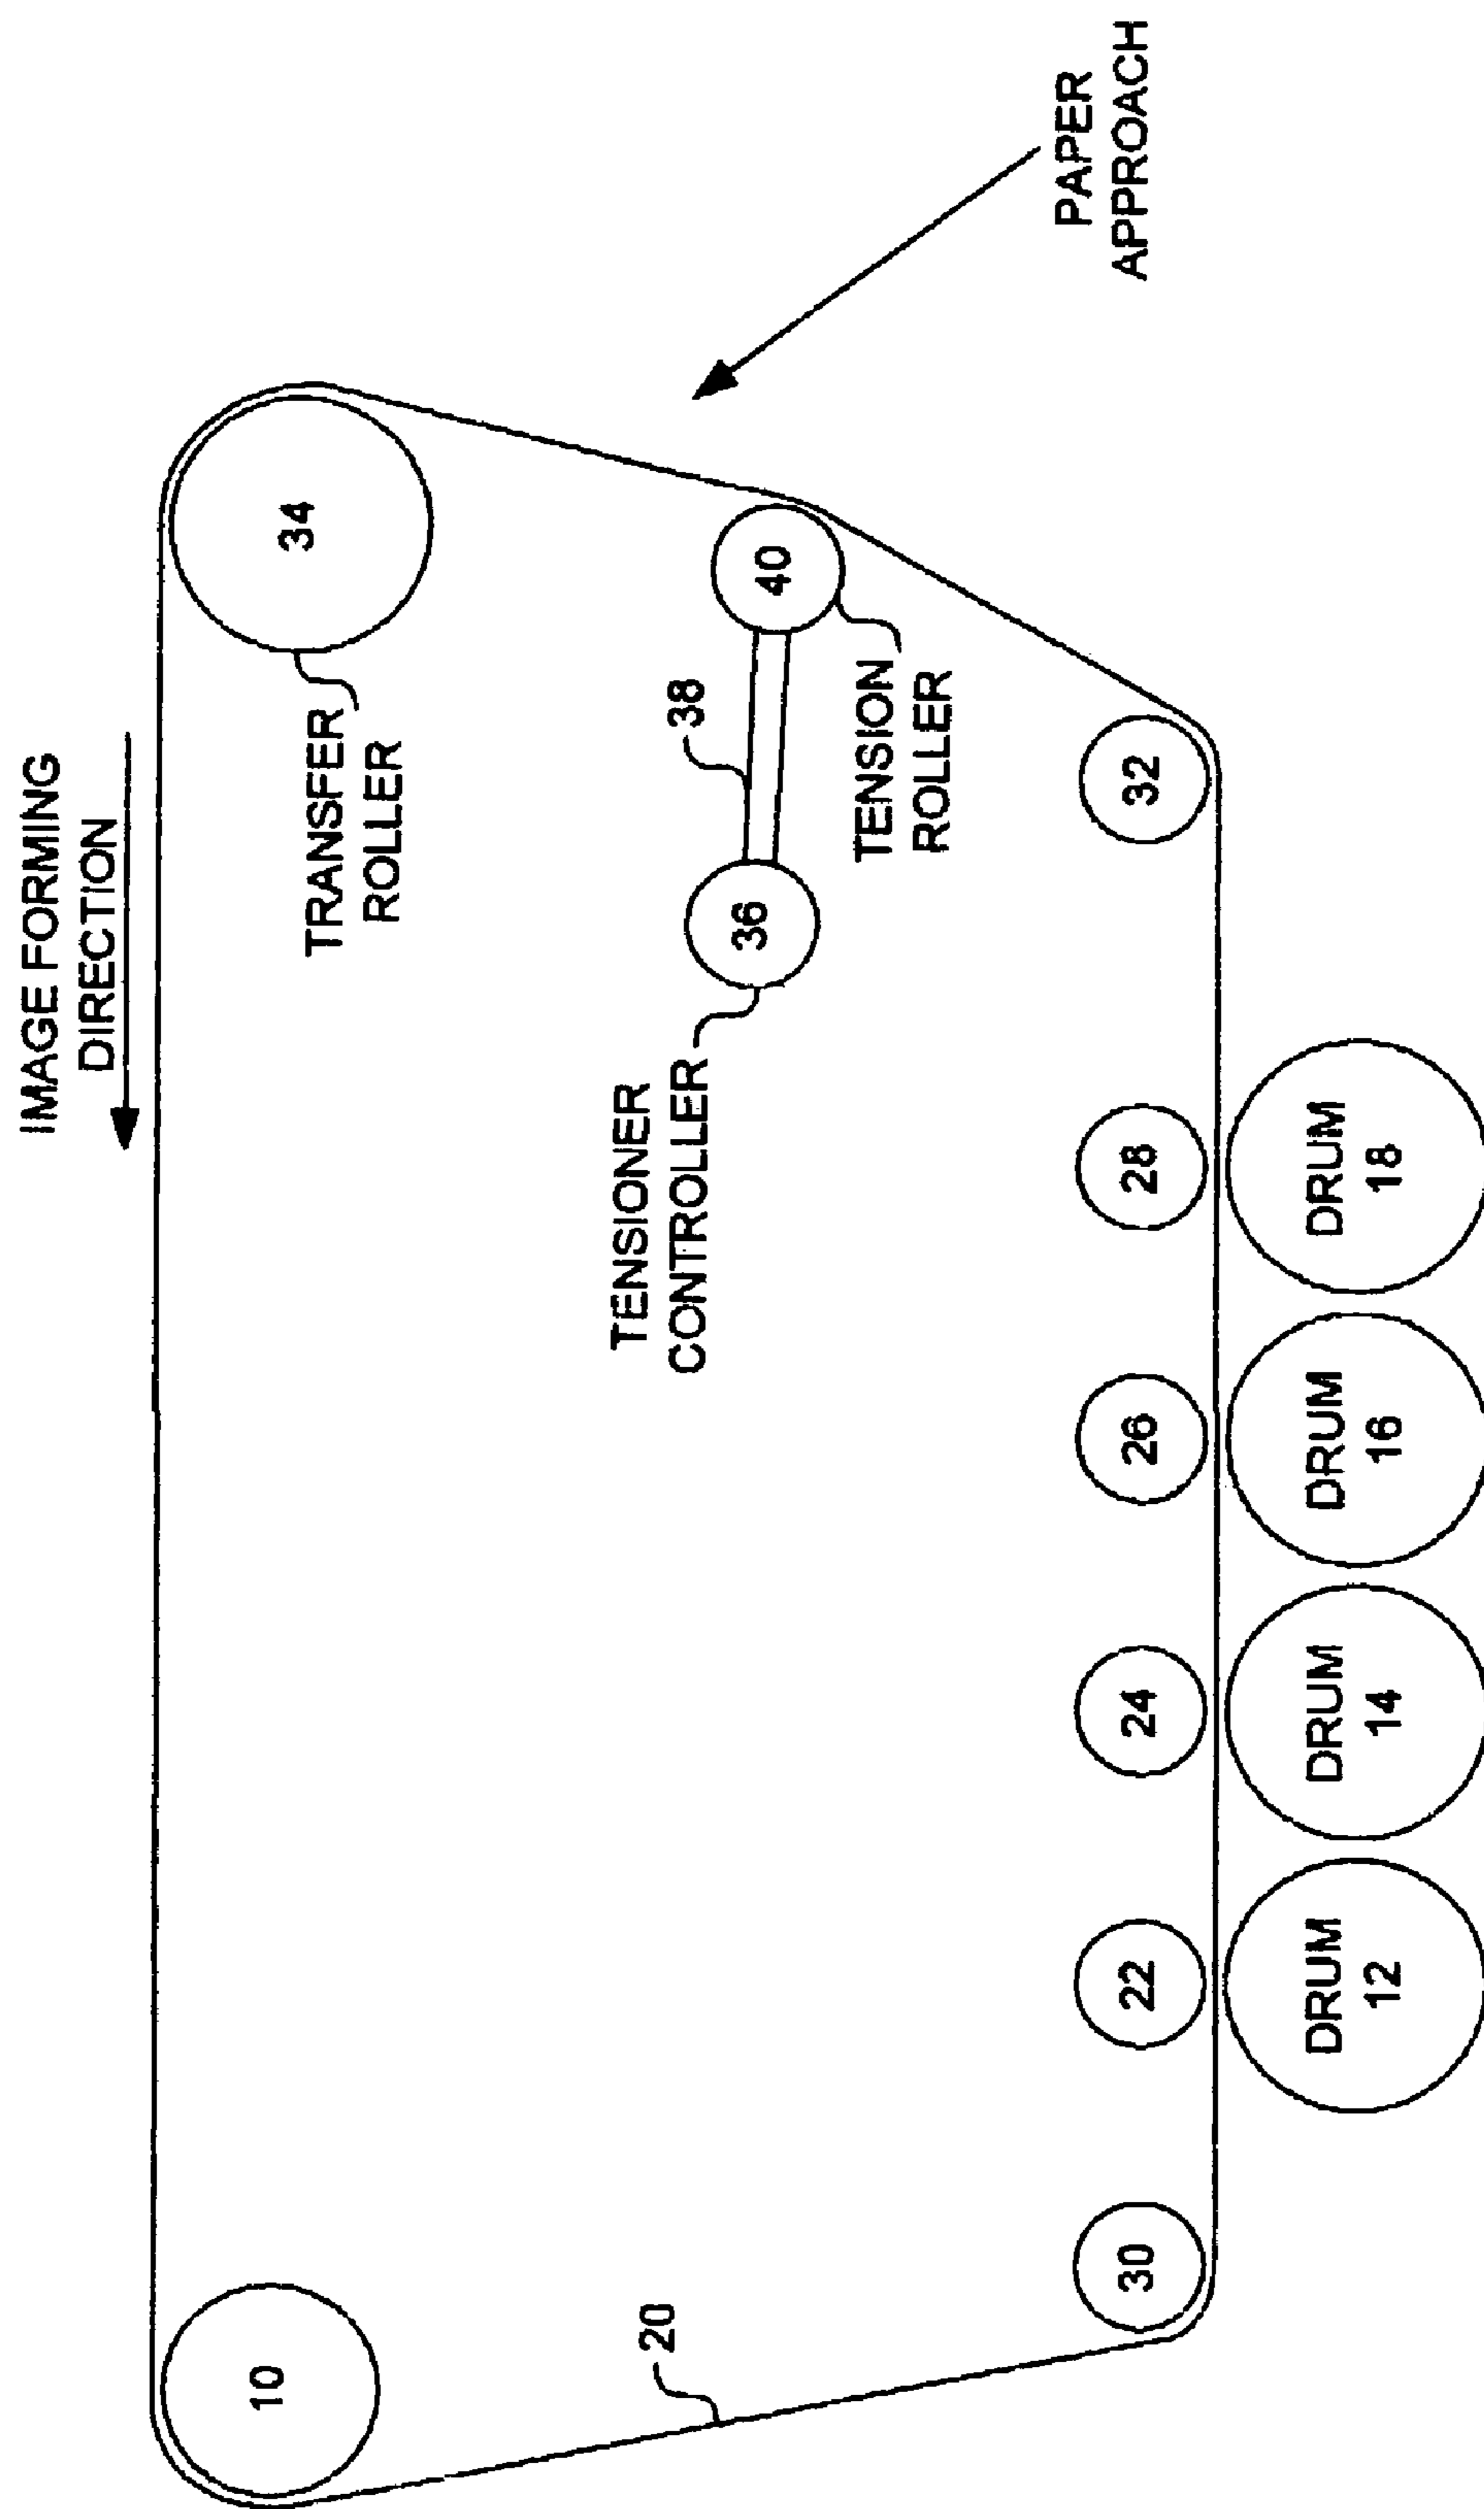 IMAGE FORMING
DIRECTION
34
TRANSFER
ROLLER
PAPER
APPROACH
38
40
36
TENSION
ROLLER
TENSIONER
CONTROLLER
10
20
30
22
24
26
28
32
DRUM
12
DRUM
14
DRUM
16
DRUM
18